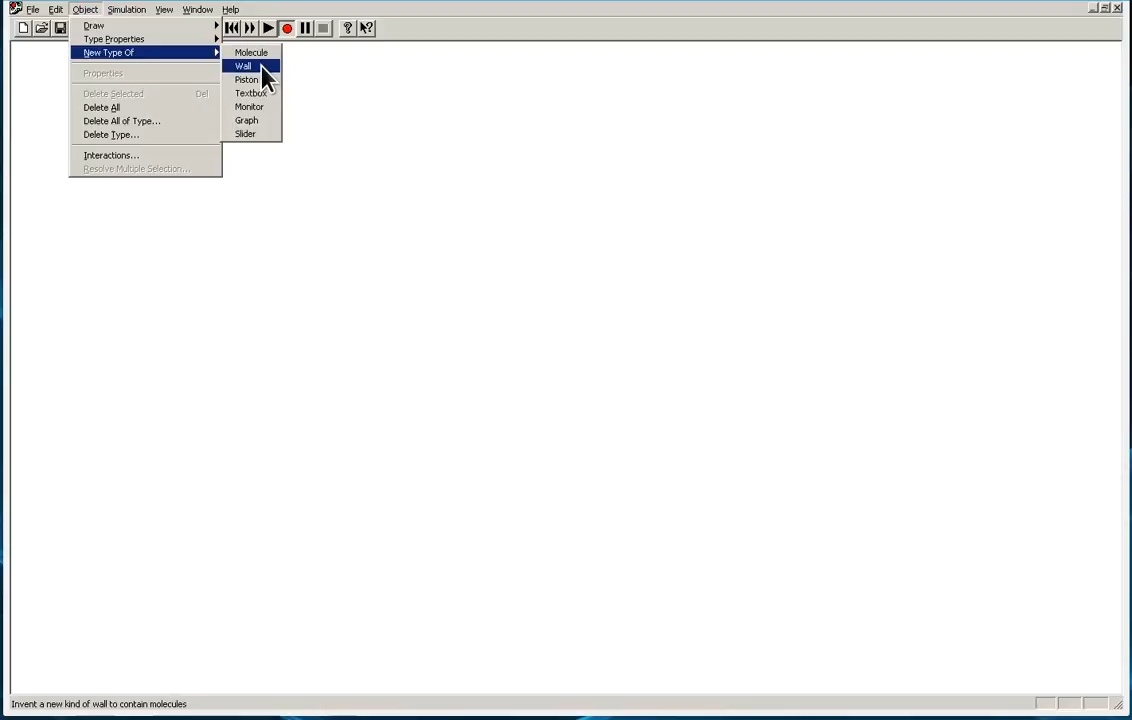 File Edit Object Simulation View Window Help
Draw
Type Properties
New Type Of
Properties
Delete Selected Del
Delete All
Delete All of Type...
Delete Type...
Interactions...
Resolve Multiple Selection...
Molecule
Wall
Piston
Textbox
Monitor
Graph
Slider
Invent a new kind of wall to contain molecules